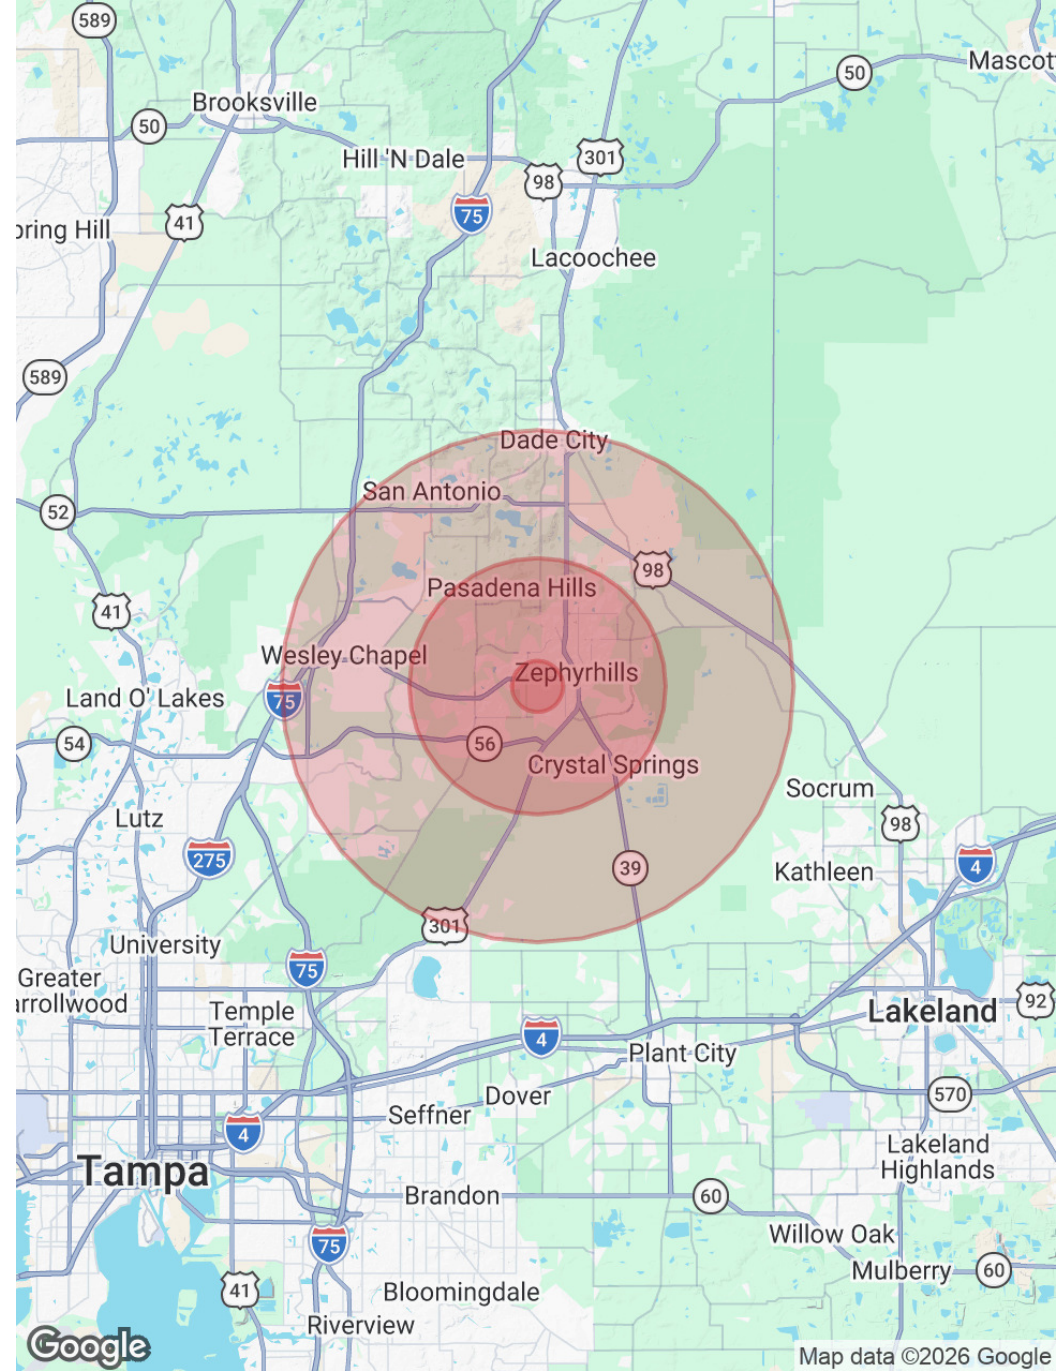 589
Mascot
50
Brooksville
50
Hill 'N Dale
301
98
41
75
oring Hill
Lacoochee
589
Dade City
San Antonio
52
98
Pasadena Hills
41
Wesley Chapel
Zephyrhills
Land O' Lakes
75
54
56
Crystal Springs
Socrum
Lutz
98
275
4
39
Kathleen
301
University
75
Greater
arrollwood
Temple
Terrace
92
Lakeland
4
Plant City
Dover
570
Seffner
4
Lakeland
Highlands
Tampa
Brandon
60
Willow Oak
75
Mulberry
60
41
Bloomingdale
Riverview
Google
Map data ©2026 Google